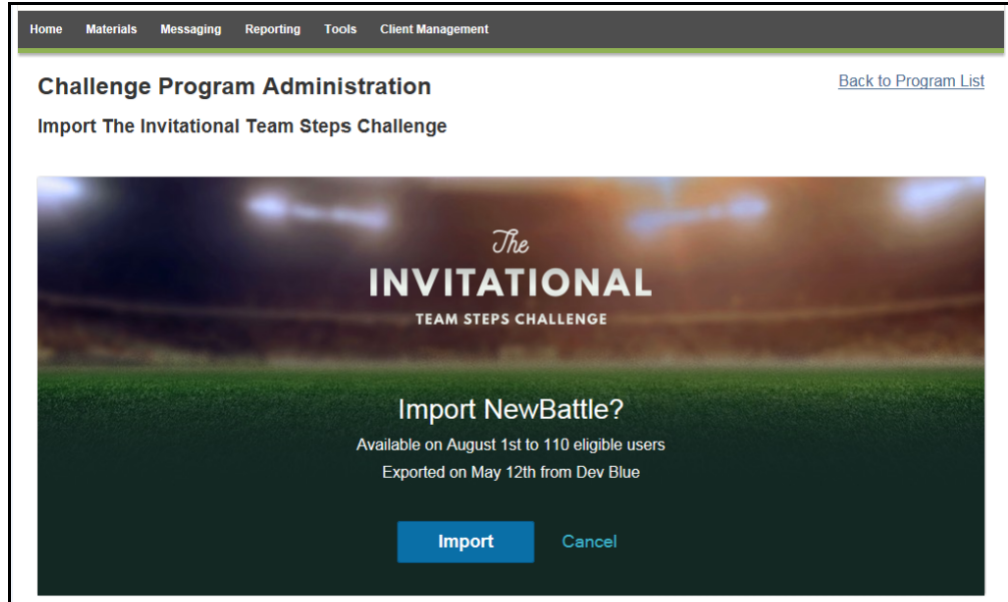 Home Materials Messaging Reporting Tools Client Management
Challenge Program Administration
Back to Program List
Import The Invitational Team Steps Challenge
The
INVITATIONAL
TEAM STEPS CHALLENGE
Import NewBattle?
Available on August 1st to 110 eligible users
Exported on May 12th from Dev Blue
Import
Cancel